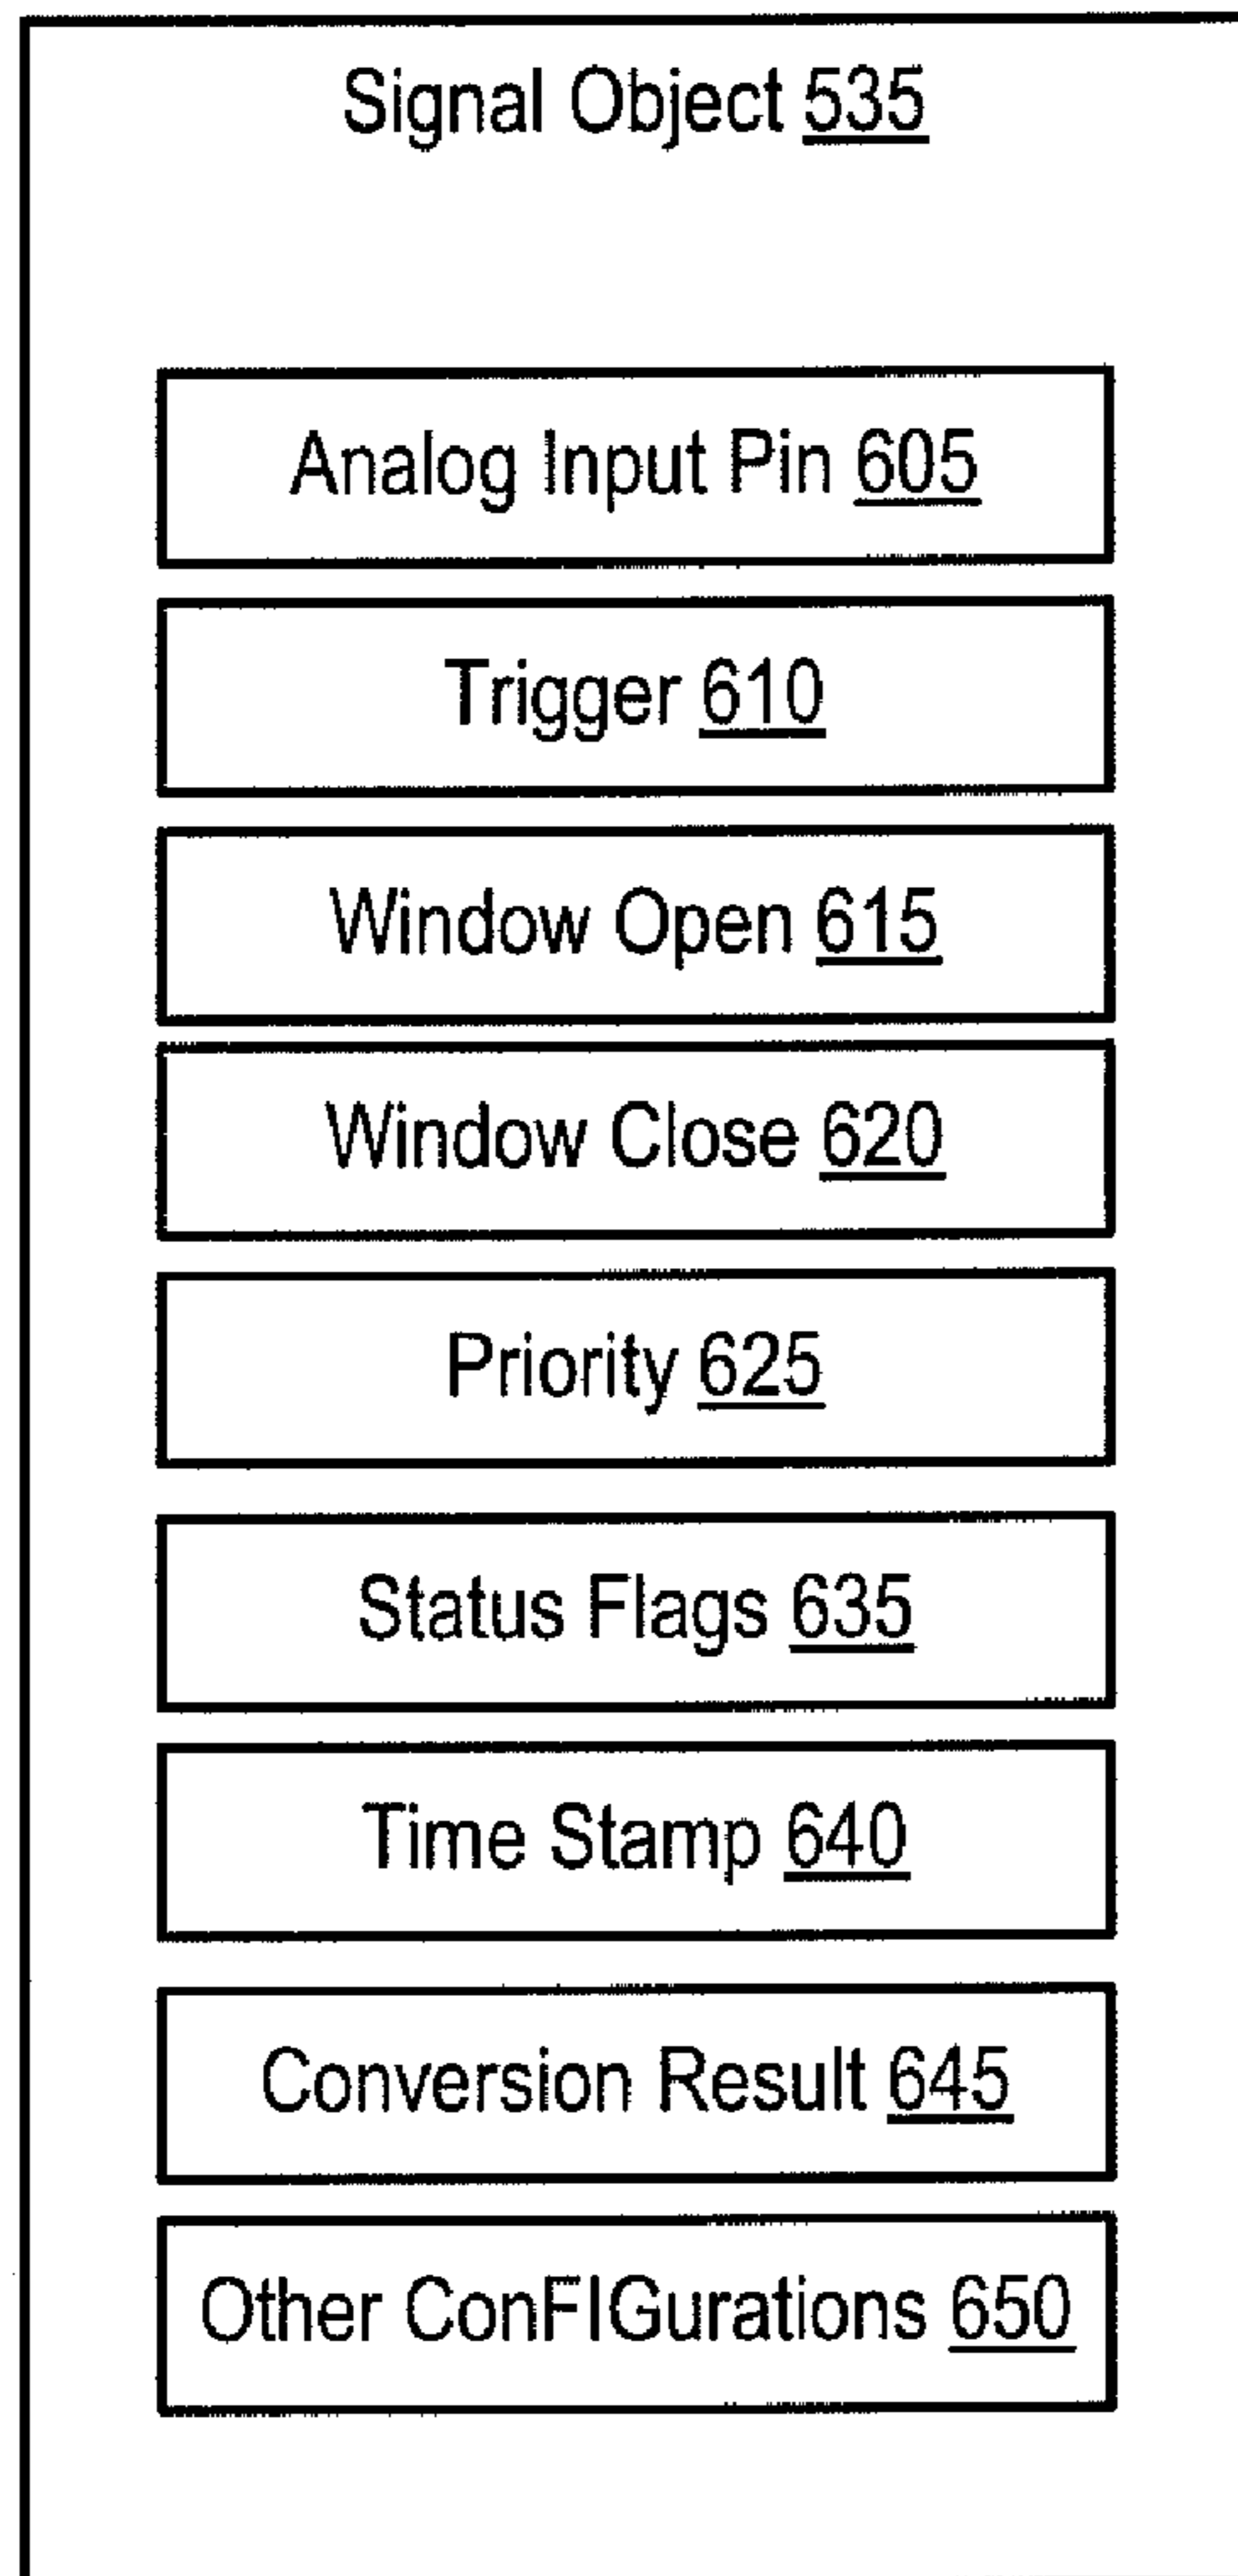 Signal Object 535
Analog Input Pin 605
Trigger 610
Window Open 615
Window Close 620
Priority 625
Status Flags 635
Time Stamp 640
Conversion Result 645
Other ConFIGurations 650